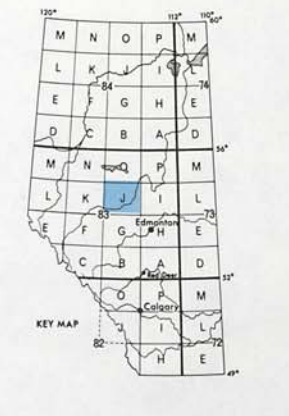 120° 112° 110°
60°
M N O P M
L K J I L
84 74
E F G H E
D C B A D
56°
M N O P M
L K J I L
83 73
Edmonton
E F G H E
C B A D
Red Deer
52°
O P M
Calgary
KEY MAP
J I L
82 72
H E
49°